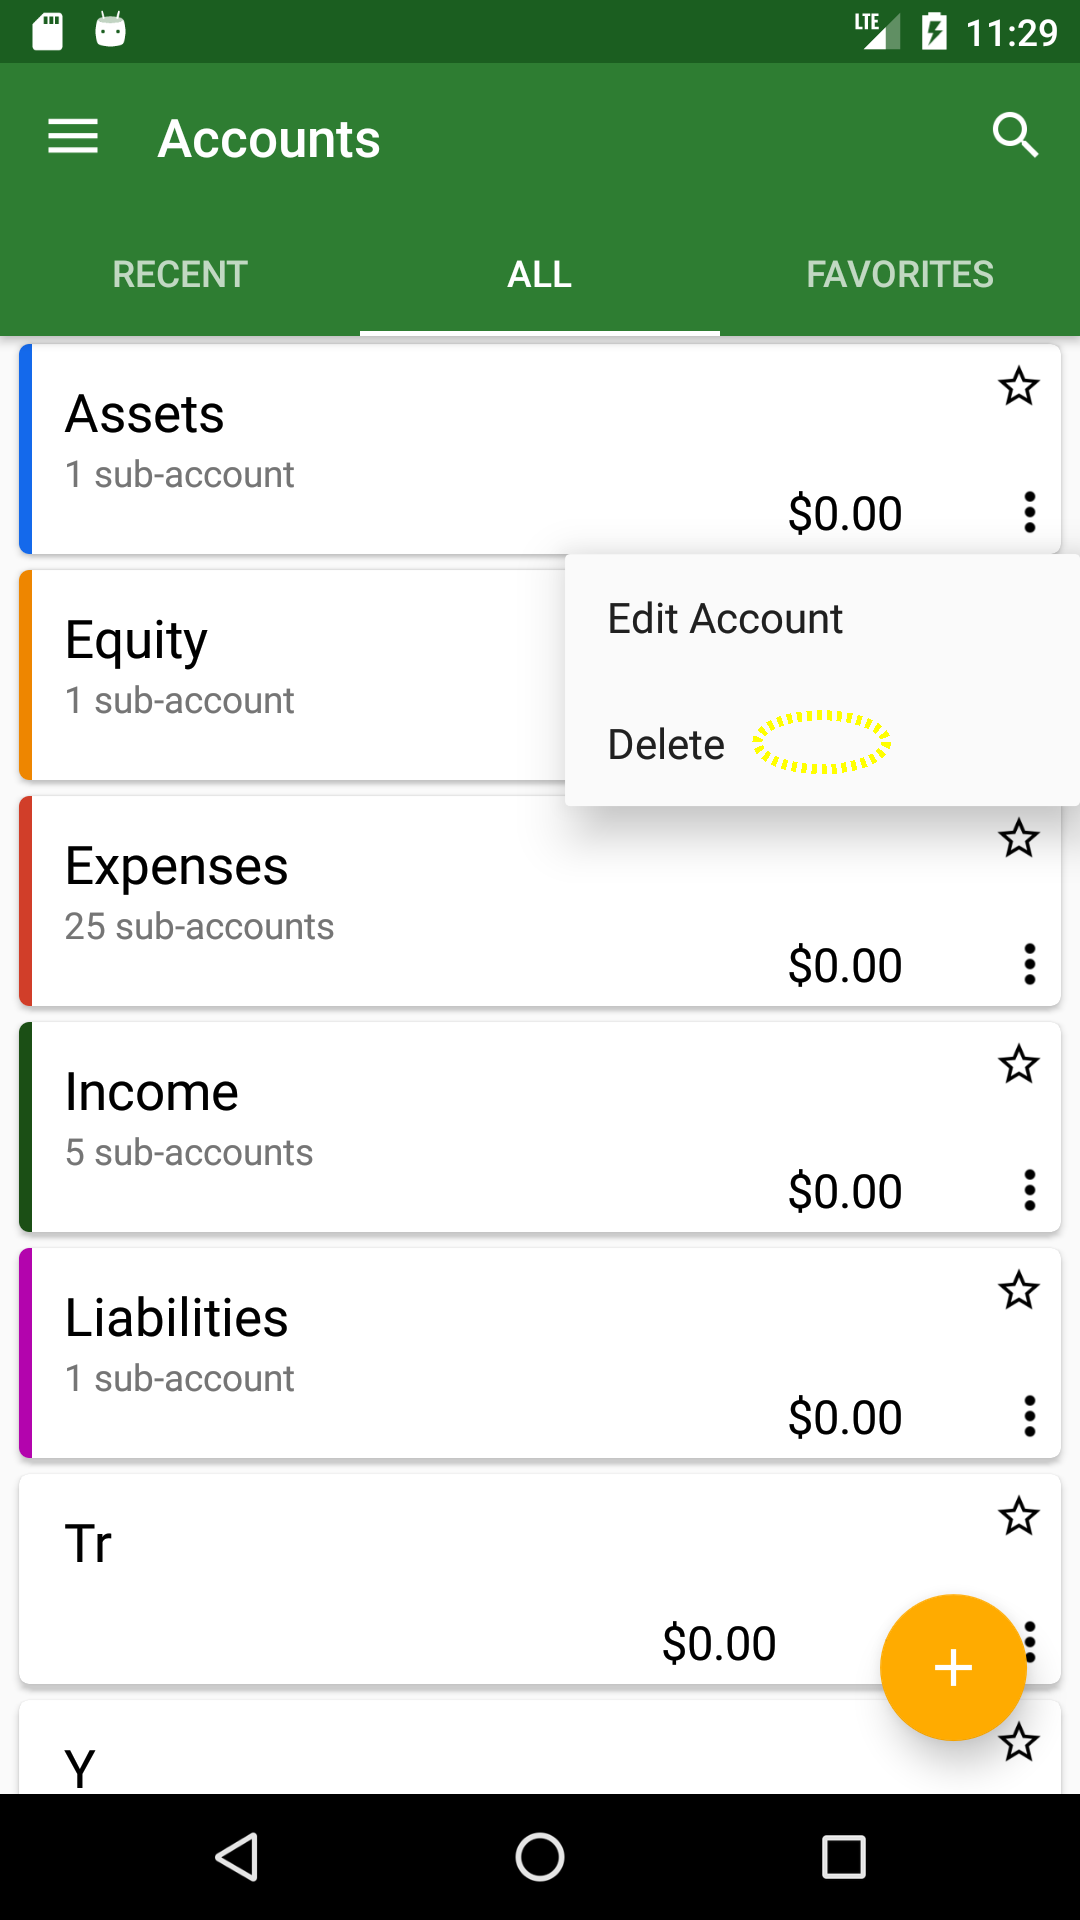 LTE 11:29
Accounts
RECENT ALL FAVORITES
Assets
1 sub-account
$0.00
Edit Account
Delete
Equity
1 sub-account
Expenses
25 sub-accounts
$0.00
Income
5 sub-accounts
$0.00
Liabilities
1 sub-account
$0.00
Tr
$0.00
Y